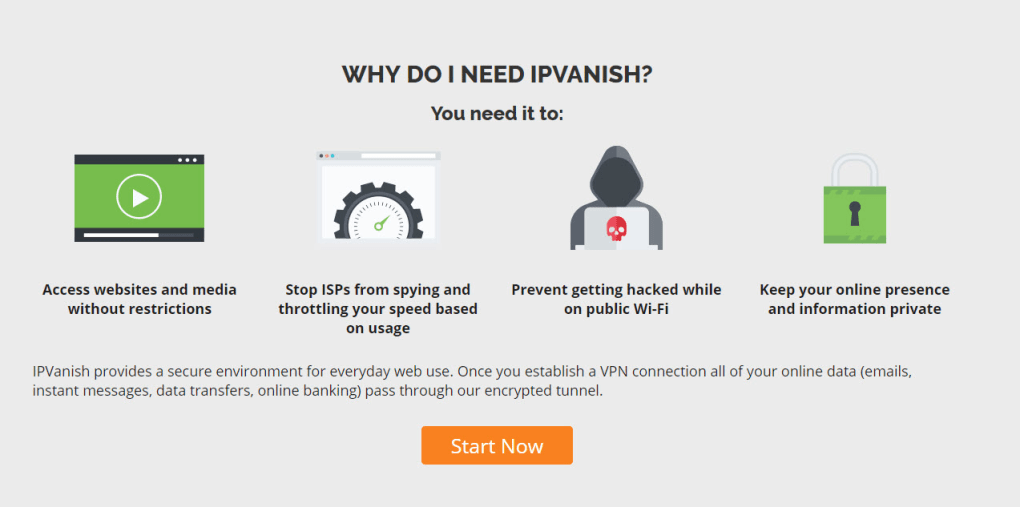 WHY DO I NEED IPVANISH?
You need it to:
Access websites and media
without restrictions
Stop ISPs from spying and
throttling your speed based
on usage
Prevent getting hacked while
on public Wi-Fi
Keep your online presence
and information private
IPVanish provides a secure environment for everyday web use. Once you establish a VPN connection all of your online data (emails,
instant messages, data transfers, online banking) pass through our encrypted tunnel.
Start Now